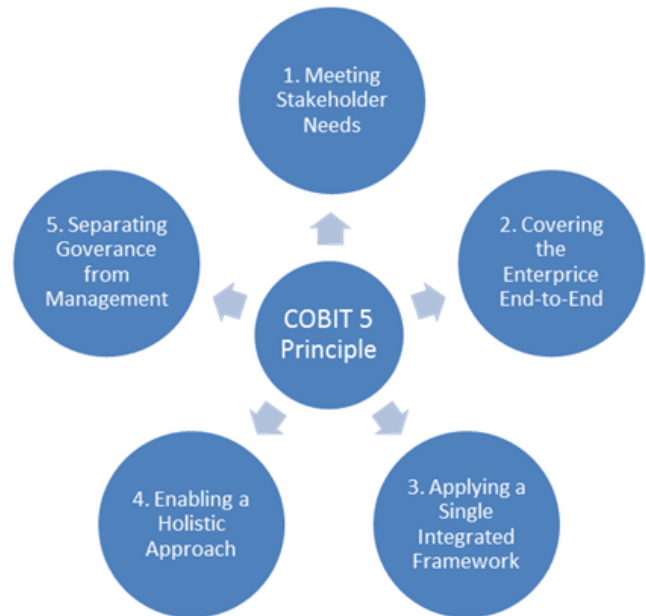 1. Meeting
Stakeholder
Needs
2. Covering
the
Enterprice
End-to-End
3. Applying a
Single
Integrated
Framework
4. Enabling a
Holistic
Approach
5. Separating
Goverance
from
Management
COBIT 5
Principle